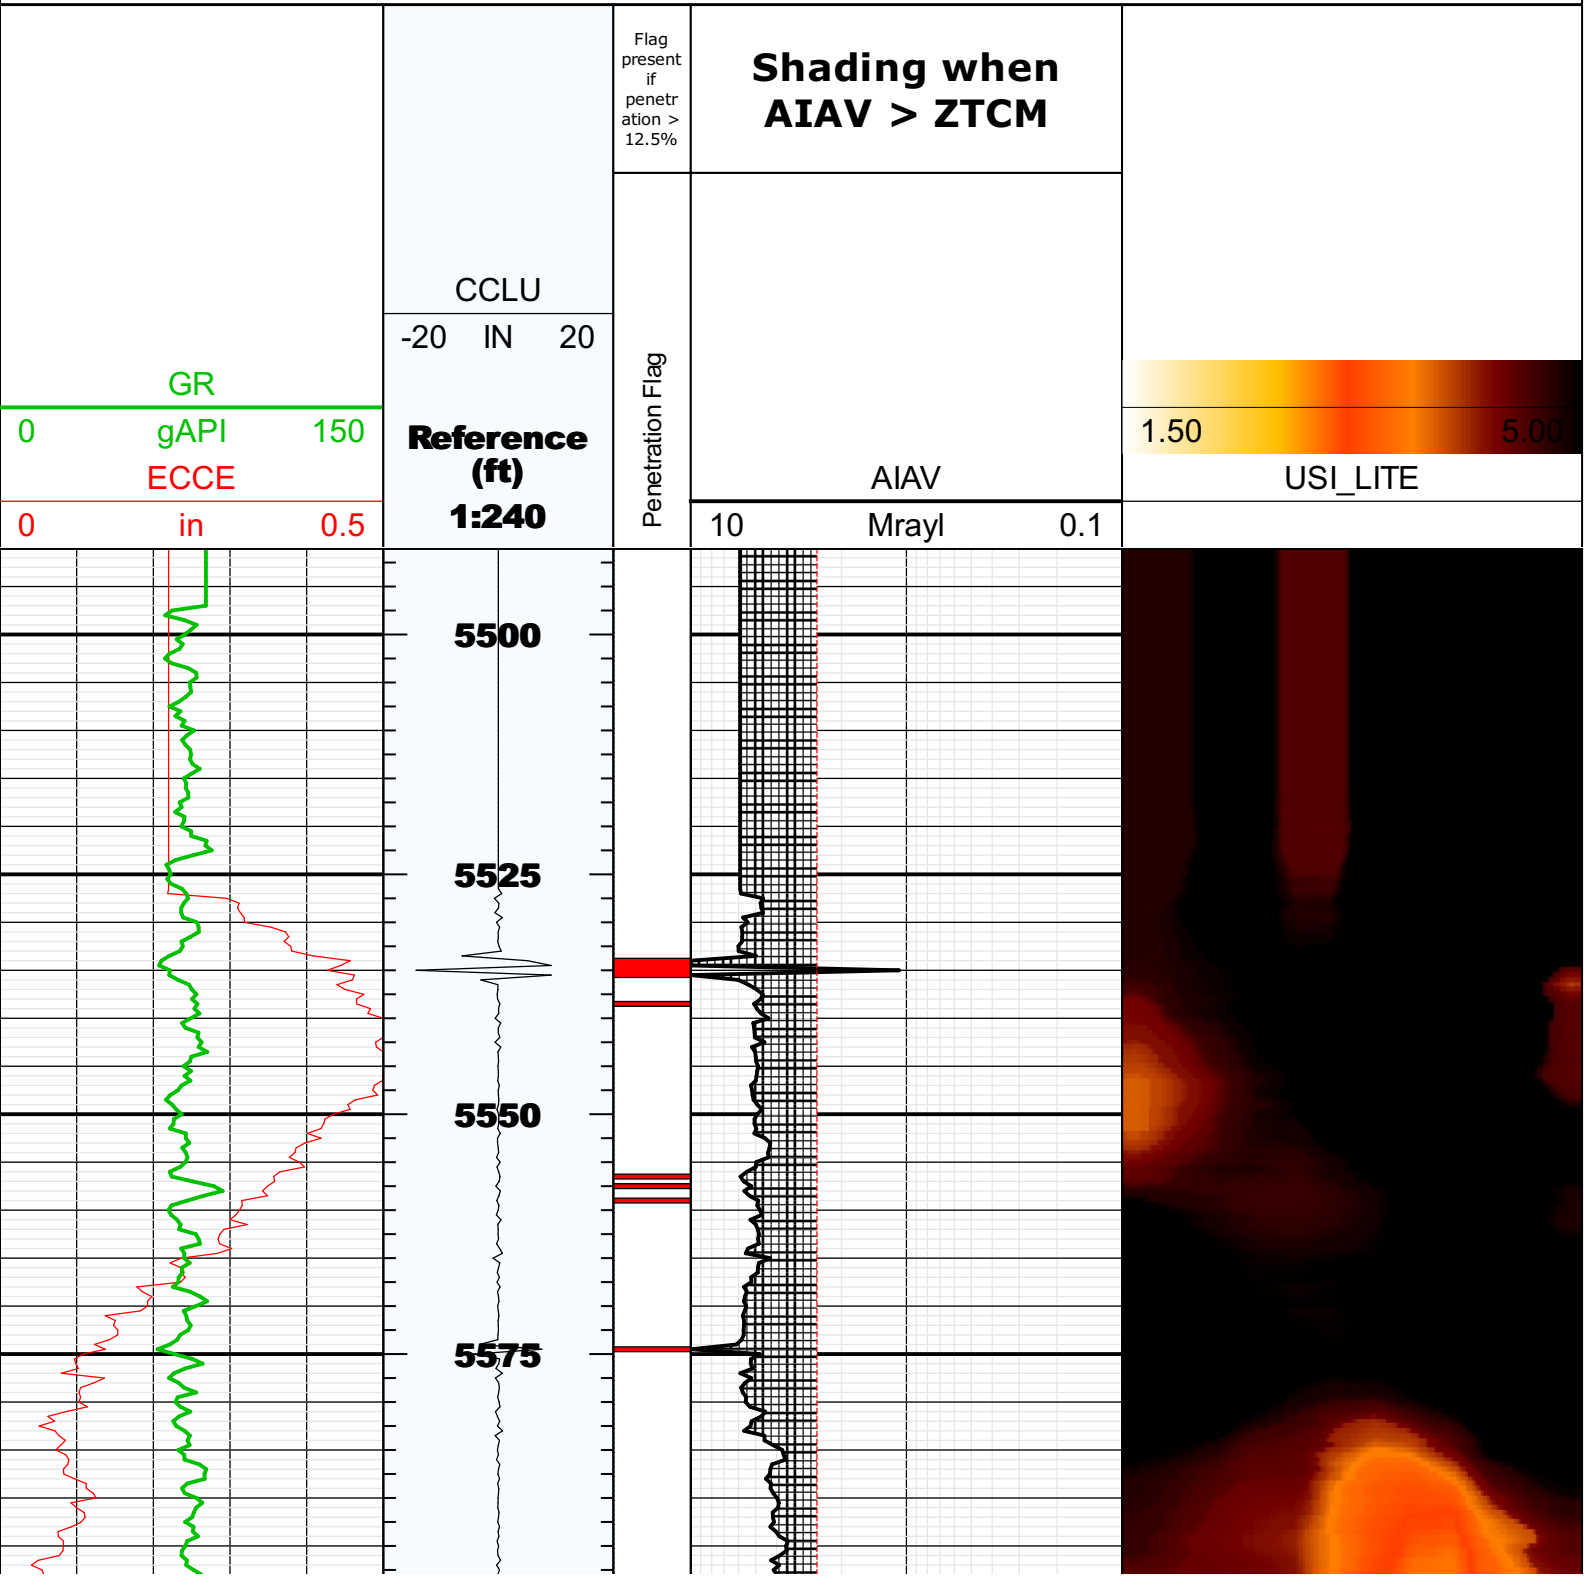 Flag
present
if
penetr
ation >
12.5%
Shading when
AIAV > ZTCM
CCLU
-20 IN 20
GR
0 gAPI 150
ECCE
0 in 0.5
Reference
(ft)
1:240
Penetration Flag
AIAV
10 Mrayl 0.1
1.50 5.00
USI_LITE
5500
5525
5550
5575